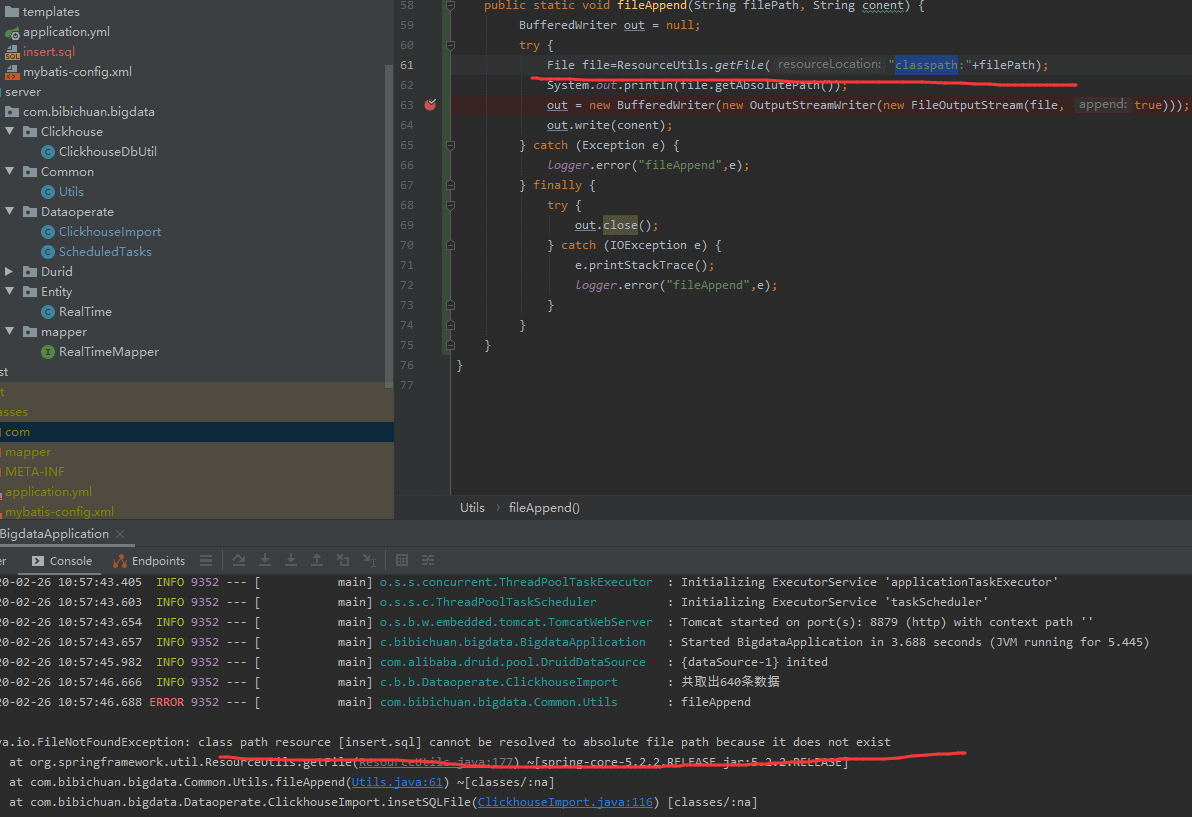 templates
application.yml
insert.sql
mybatis-config.xml
server
com.bibichuan.bigdata
Clickhouse
ClickhouseDbUtil
Common
Utils
Dataoperate
ClickhouseImport
ScheduledTasks
Durid
Entity
RealTime
mapper
RealTimeMapper
st
t
asses
com
mapper
META-INF
application.yml
mybatis-config.xml
58 public static void fileAppend(String filePath, String conent) {
59 BufferedWriter out = null;
60 try {
61 File file=ResourceUtils.getFile( resourceLocation: "classpath:"+filePath);
62 System.out.println(file.getAbsolutePath());
63 out = new BufferedWriter(new OutputStreamWriter(new FileOutputStream(file, append: true)));
64 out.write(conent);
65 } catch (Exception e) {
66 logger.error("fileAppend",e);
67 } finally {
68 try {
69 out.close();
70 } catch (IOException e) {
71 e.printStackTrace();
72 logger.error("fileAppend",e);
73 }
74 }
75 }
76 }
77
Utils › fileAppend()
BigdataApplication ×
er Console Endpoints
20-02-26 10:57:43.405 INFO 9352 --- [ main] o.s.s.concurrent.ThreadPoolTaskExecutor : Initializing ExecutorService 'applicationTaskExecutor'
20-02-26 10:57:43.603 INFO 9352 --- [ main] o.s.s.c.ThreadPoolTaskScheduler : Initializing ExecutorService 'taskScheduler'
20-02-26 10:57:43.654 INFO 9352 --- [ main] o.s.b.w.embedded.tomcat.TomcatWebServer : Tomcat started on port(s): 8879 (http) with context path ''
20-02-26 10:57:43.657 INFO 9352 --- [ main] c.bibichuan.bigdata.BigdataApplication : Started BigdataApplication in 3.688 seconds (JVM running for 5.445)
20-02-26 10:57:45.982 INFO 9352 --- [ main] com.alibaba.druid.pool.DruidDataSource : {dataSource-1} inited
20-02-26 10:57:46.666 INFO 9352 --- [ main] c.b.b.Dataoperate.ClickhouseImport : 共取出640条数据
20-02-26 10:57:46.688 ERROR 9352 --- [ main] com.bibichuan.bigdata.Common.Utils : fileAppend
va.io.FileNotFoundException: class path resource [insert.sql] cannot be resolved to absolute file path because it does not exist
at org.springframework.util.ResourceUtils.getFile(ResourceUtils.java:177) ~[spring-core-5.2.2.RELEASE.jar:5.2.2.RELEASE]
at com.bibichuan.bigdata.Common.Utils.fileAppend(Utils.java:61) ~[classes/:na]
at com.bibichuan.bigdata.Dataoperate.ClickhouseImport.insetSQLFile(ClickhouseImport.java:116) [classes/:na]